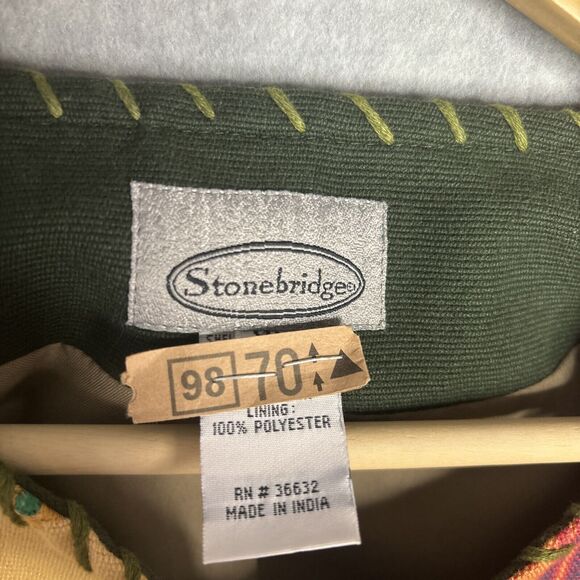 Stonebridge
98 70
LINING:
100% POLYESTER
RN # 36632
MADE IN INDIA